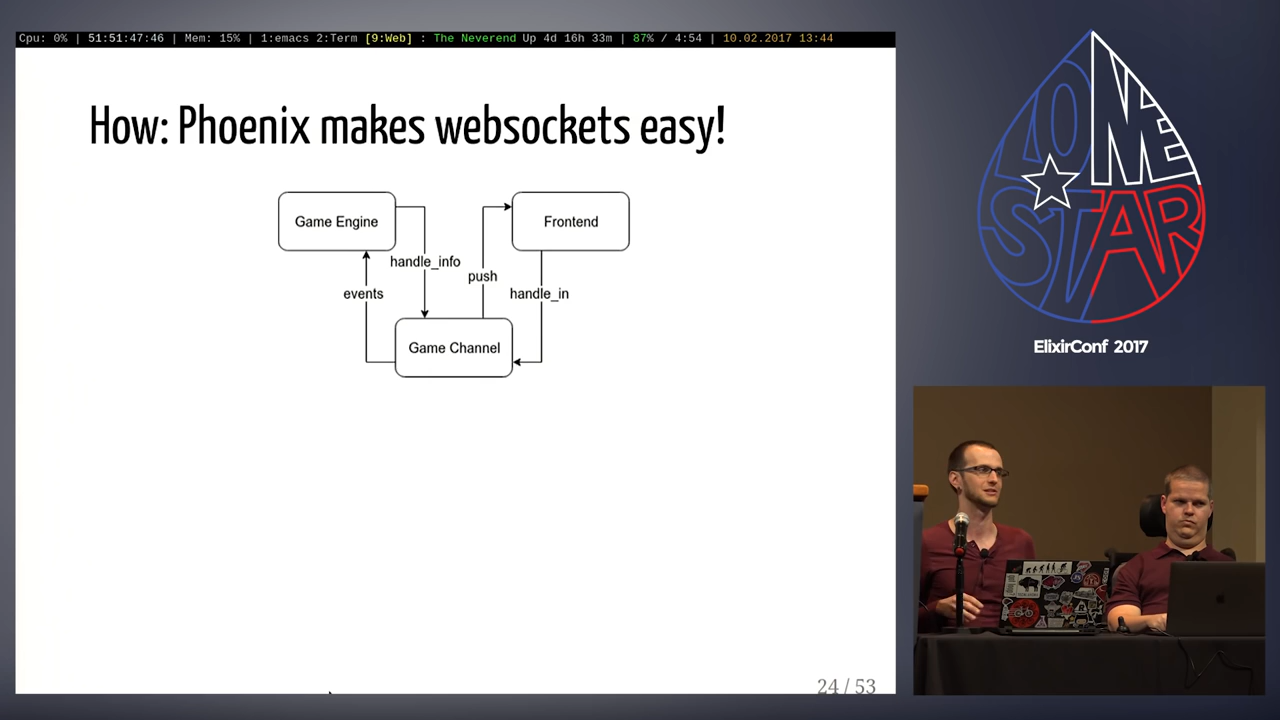 Cpu: 0% | 51:51:47:46 | Mem: 15% | 1:emacs 2:Term [9:Web] : The Neverend Up 4d 16h 33m | 87% / 4:54 | 10.02.2017 13:44
How: Phoenix makes websockets easy!
Game Engine
Frontend
handle_info
push
events
handle_in
Game Channel
24 / 53
LONE
STAR
ElixirConf 2017